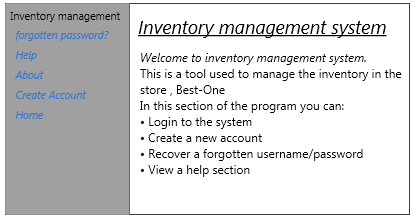 Inventory management
forgotten password?
Help
About
Create Account
Home
Inventory management system
Welcome to inventory management system.
This is a tool used to manage the inventory in the
store , Best-One
In this section of the program you can:
• Login to the system
• Create a new account
• Recover a forgotten username/password
• View a help section